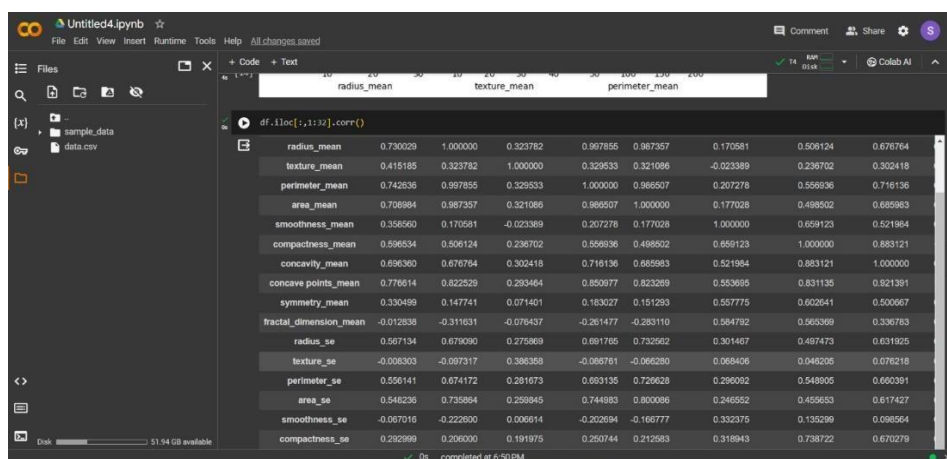 Untitled4.ipynb
Comment Share S
File Edit View Insert Runtime Tools Help All changes saved
Files
+ Code + Text
T4 RAM Disk Colab AI
radius_mean texture_mean perimeter_mean
..
sample_data
data.csv
{x}
df.iloc[:,1:32].corr()
0s
radius_mean 0.730029 1.000000 0.323782 0.997855 0.987357 0.170581 0.506124 0.676764
texture_mean 0.415185 0.323782 1.000000 0.329533 0.321086 -0.023389 0.236702 0.302418
perimeter_mean 0.742636 0.997855 0.329533 1.000000 0.986507 0.207278 0.556936 0.716136
area_mean 0.708984 0.987357 0.321086 0.986507 1.000000 0.177028 0.498502 0.685983
smoothness_mean 0.358560 0.170581 -0.023389 0.207278 0.177028 1.000000 0.659123 0.521984
compactness_mean 0.596534 0.506124 0.236702 0.556936 0.498502 0.659123 1.000000 0.883121
concavity_mean 0.696360 0.676764 0.302418 0.716136 0.685983 0.521984 0.883121 1.000000
concave points_mean 0.776614 0.822529 0.293464 0.850977 0.823269 0.553695 0.831135 0.921391
symmetry_mean 0.330499 0.147741 0.071401 0.183027 0.151293 0.557775 0.602641 0.500667
fractal_dimension_mean -0.012838 -0.311631 -0.076437 -0.261477 -0.283110 0.584792 0.565369 0.336783
radius_se 0.567134 0.679090 0.275869 0.691765 0.732562 0.301467 0.497473 0.631925
texture_se -0.008303 -0.097317 0.386358 -0.086761 -0.066280 0.068406 0.046205 0.076218
perimeter_se 0.556141 0.674172 0.281673 0.693135 0.726628 0.296092 0.548905 0.660391
area_se 0.548236 0.735864 0.259845 0.744983 0.800086 0.246552 0.455653 0.617427
smoothness_se -0.067016 -0.222600 0.006614 -0.202694 -0.166777 0.332375 0.135299 0.098564
compactness_se 0.292999 0.206000 0.191975 0.250744 0.212583 0.318943 0.738722 0.670279
Disk 51.94 GB available
0s completed at 6:50 PM